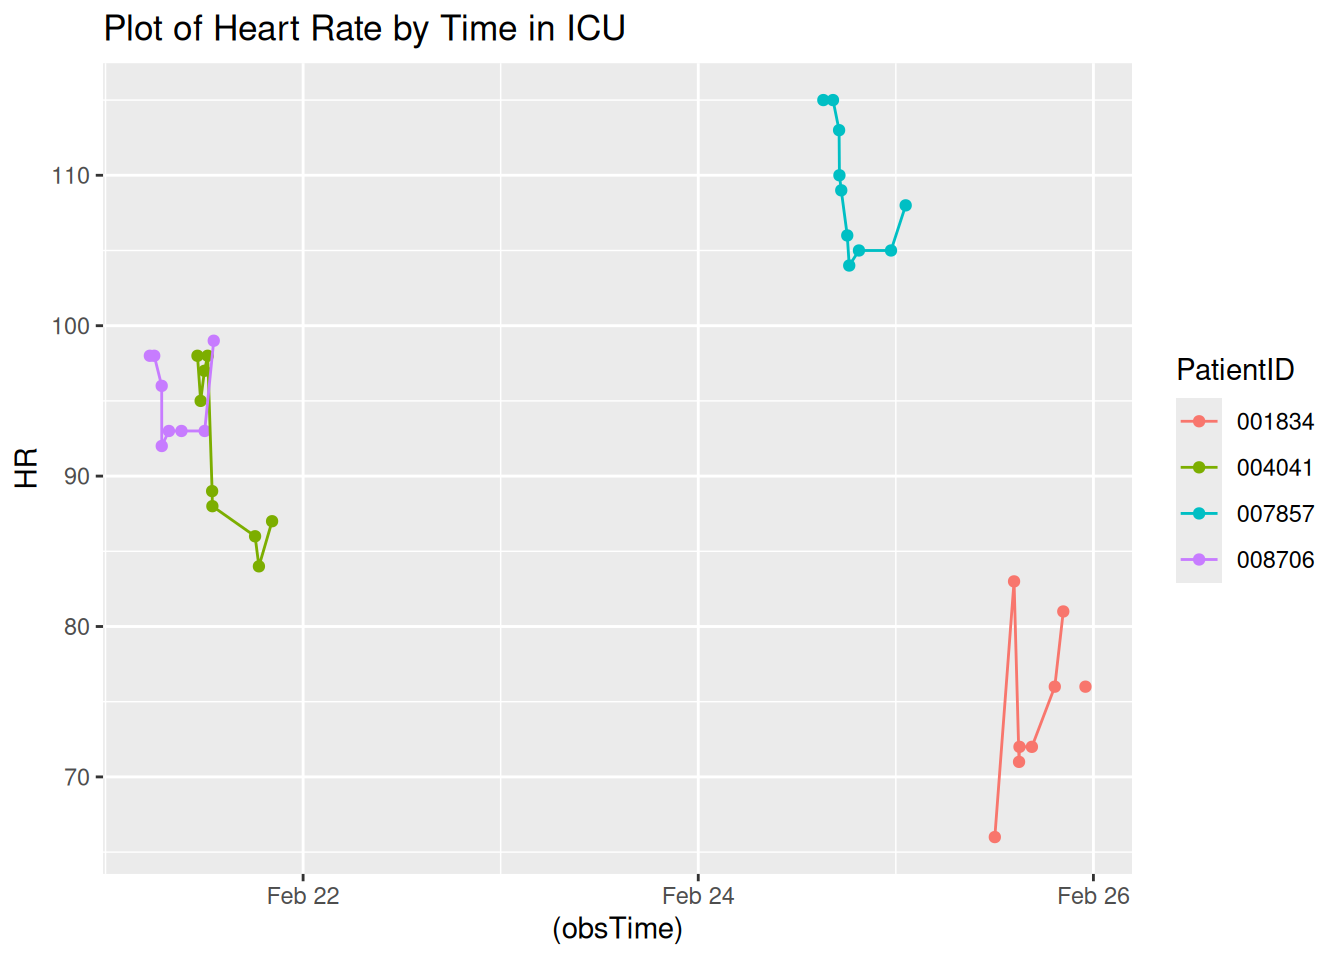 Plot of Heart Rate by Time in ICU
110
100
90
80
70
HR
Feb 22
Feb 24
Feb 26
(obsTime)
PatientID
001834
004041
007857
008706